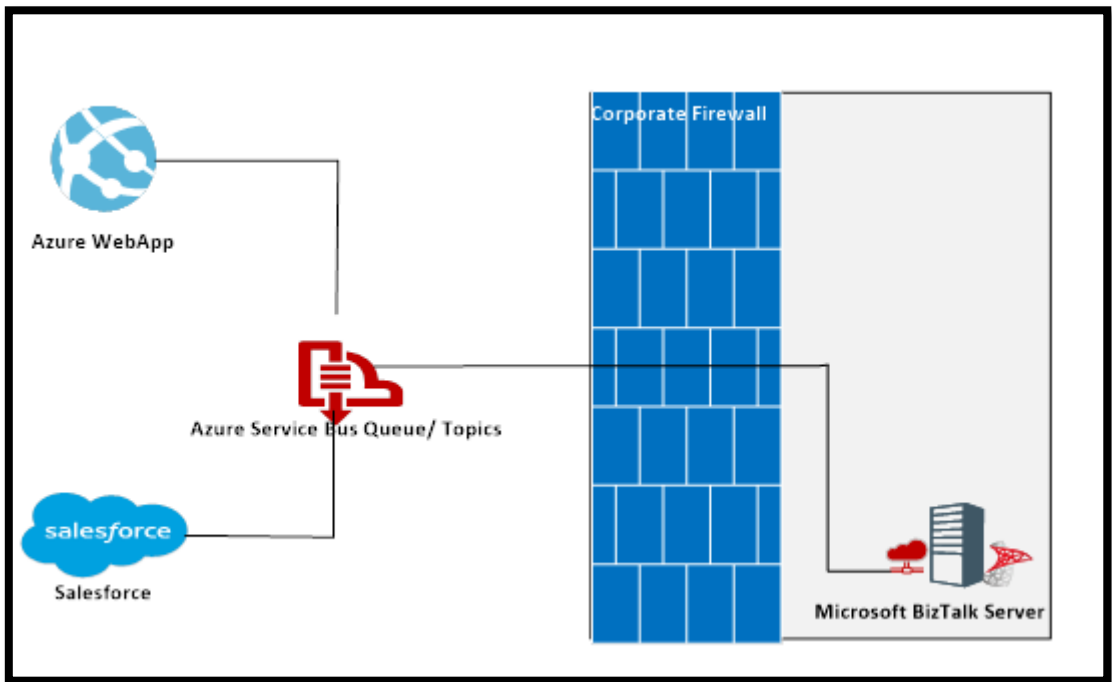 Corporate Firewall
Azure WebApp
Azure Service Bus Queue/ Topics
salesforce
Salesforce
Microsoft BizTalk Server